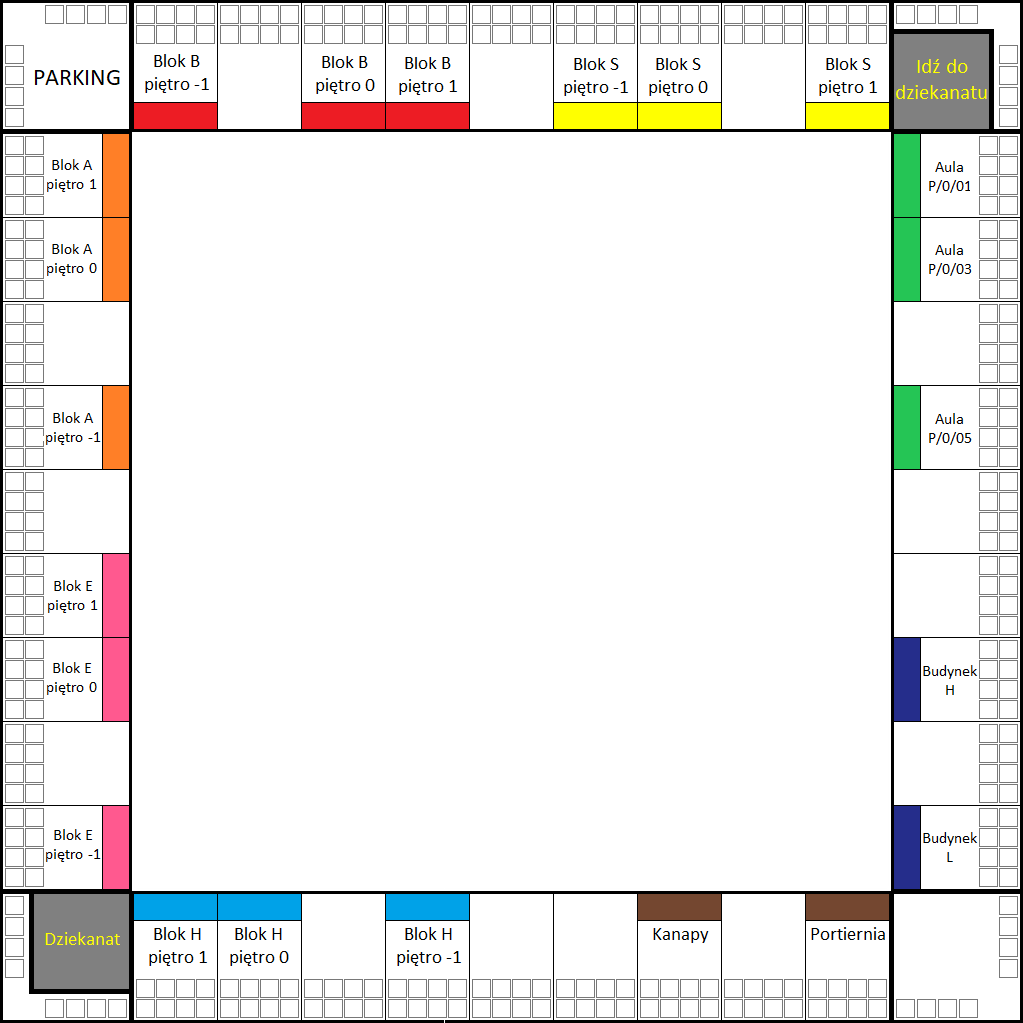 PARKING
Blok B
piętro -1
Blok B
piętro 0
Blok B
piętro 1
Blok S
piętro -1
Blok S
piętro 0
Blok S
piętro 1
Idź do
dziekanatu
Blok A
piętro 1
Blok A
piętro 0
Blok A
piętro -1
Blok E
piętro 1
Blok E
piętro 0
Blok E
piętro -1
Aula
P/0/01
Aula
P/0/03
Aula
P/0/05
Budynek
H
Budynek
L
Dziekanat
Blok H
piętro 1
Blok H
piętro 0
Blok H
piętro -1
Kanapy
Portiernia